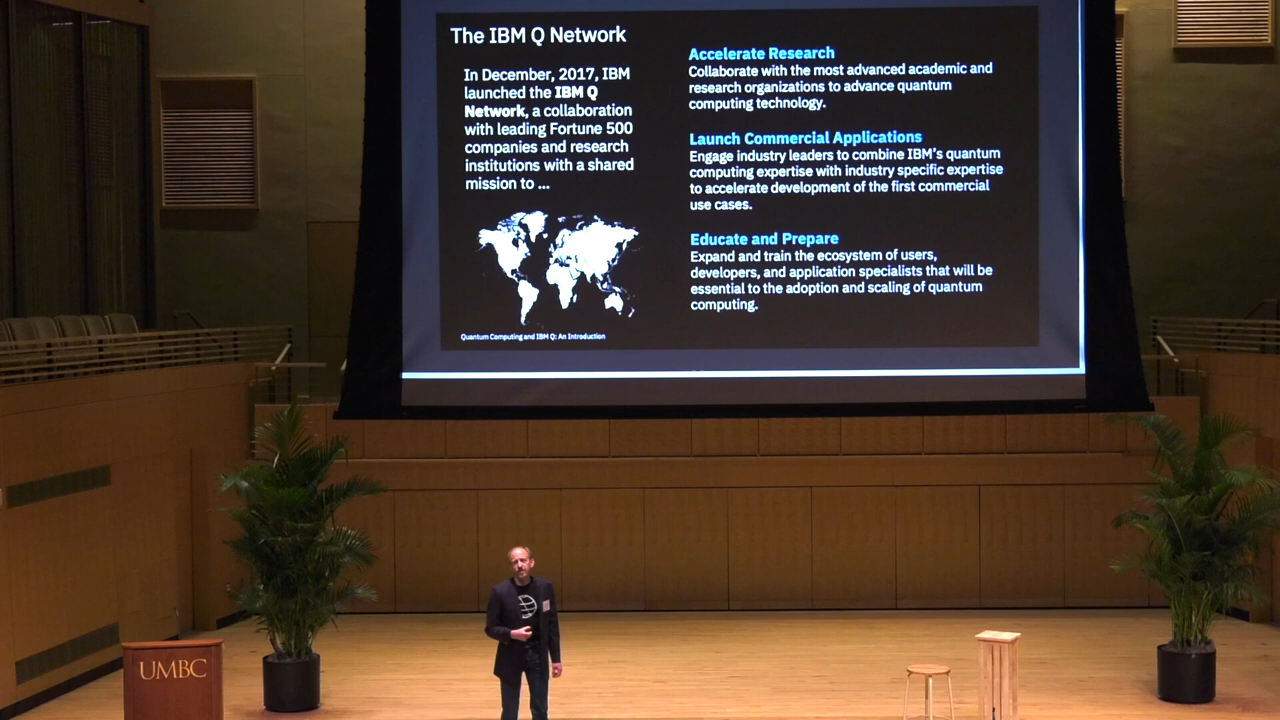 The IBM Q Network
In December, 2017, IBM
launched the IBM Q
Network, a collaboration
with leading Fortune 500
companies and research
institutions with a shared
mission to ...
Quantum Computing and IBM Q: An Introduction
Accelerate Research
Collaborate with the most advanced academic and
research organizations to advance quantum
computing technology.
Launch Commercial Applications
Engage industry leaders to combine IBM's quantum
computing expertise with industry specific expertise
to accelerate development of the first commercial
use cases.
Educate and Prepare
Expand and train the ecosystem of users,
developers, and application specialists that will be
essential to the adoption and scaling of quantum
computing.
UMBC